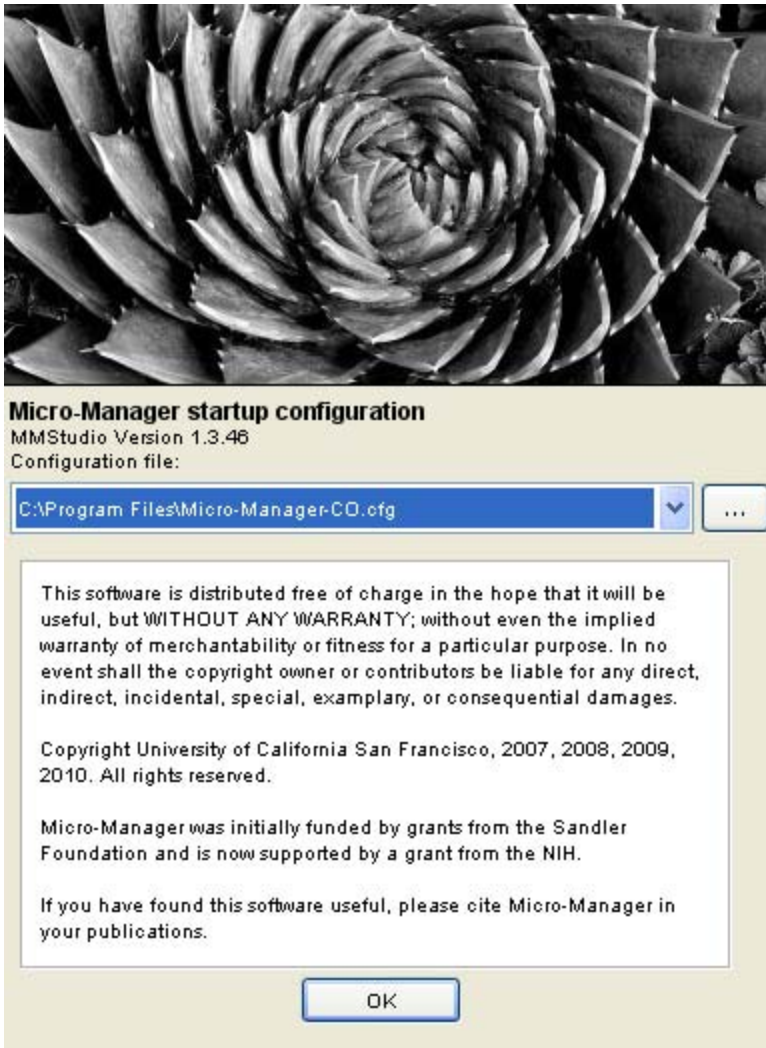 Micro-Manager startup configuration
MMStudio Version 1.3.46
Configuration file:
C:\Program Files\Micro-Manager-CO.cfg
...
This software is distributed free of charge in the hope that it will be
useful, but WITHOUT ANY WARRANTY; without even the implied
warranty of merchantability or fitness for a particular purpose. In no
event shall the copyright owner or contributors be liable for any direct,
indirect, incidental, special, examplary, or consequential damages.
Copyright University of California San Francisco, 2007, 2008, 2009,
2010. All rights reserved.
Micro-Manager was initially funded by grants from the Sandler
Foundation and is now supported by a grant from the NIH.
If you have found this software useful, please cite Micro-Manager in
your publications.
OK